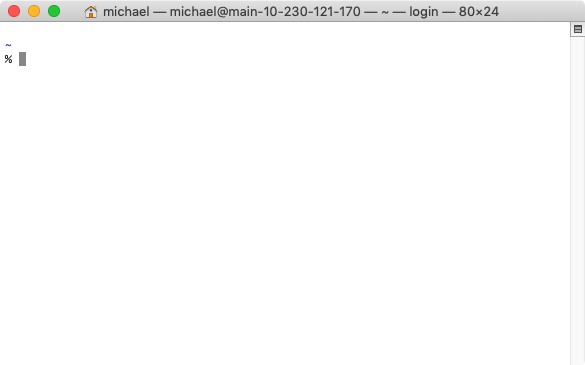 michael — michael@main-10-230-121-170 — ~ — login — 80×24
~
%